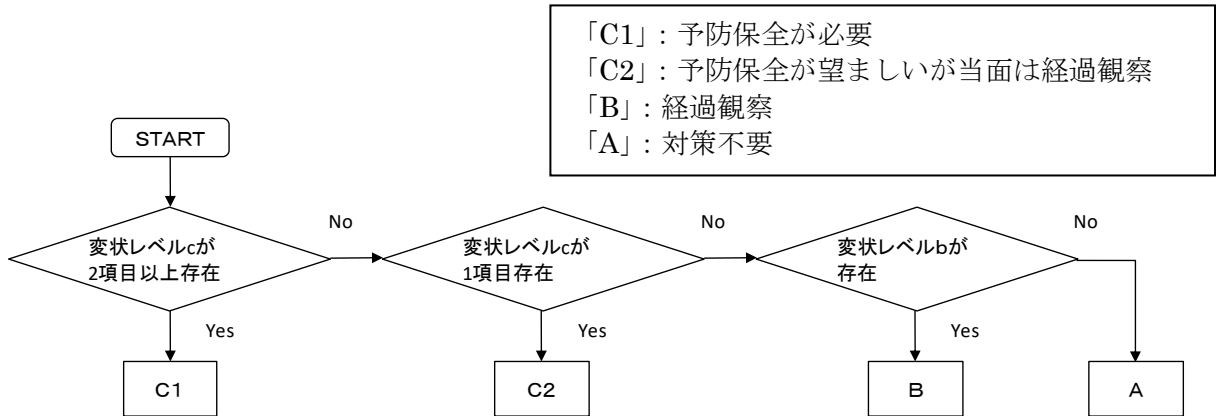 「C1」: 予防保全が必要
「C2」: 予防保全が望ましいが当面は経過観察
「B」: 経過観察
「A」: 対策不要
START
変状レベルcが
2項目以上存在
No
変状レベルcが
1項目存在
No
変状レベルbが
存在
No
Yes
Yes
Yes
C1
C2
B
A